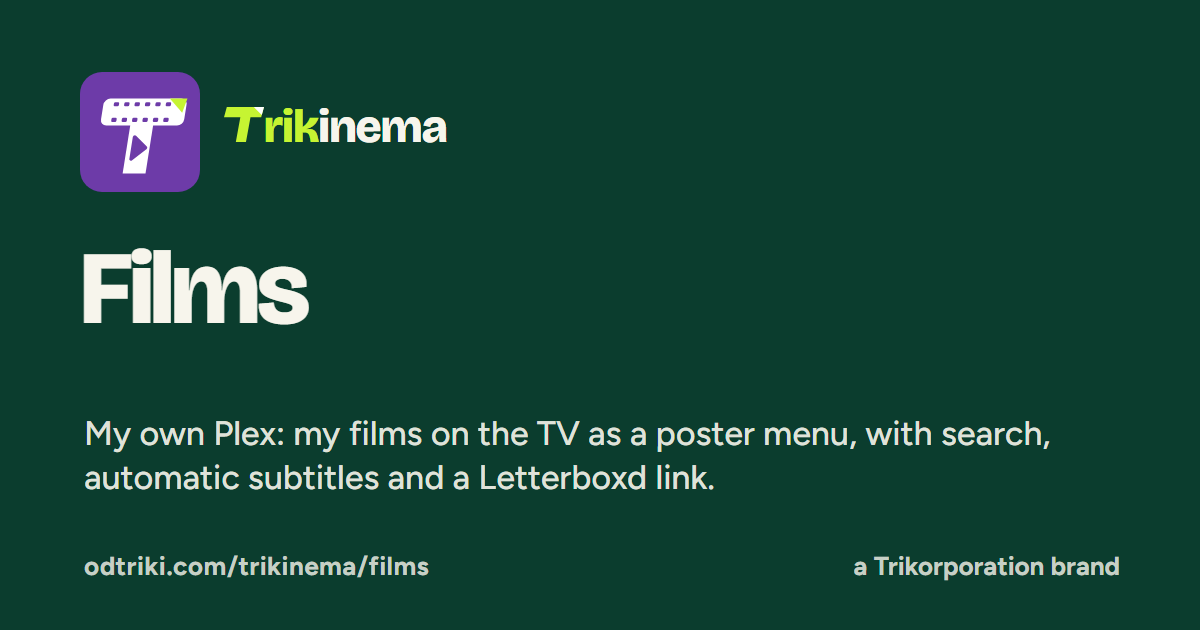 Trikinema
Films
My own Plex: my films on the TV as a poster menu, with search,
automatic subtitles and a Letterboxd link.
odtriki.com/trikinema/films
a Trikorporation brand